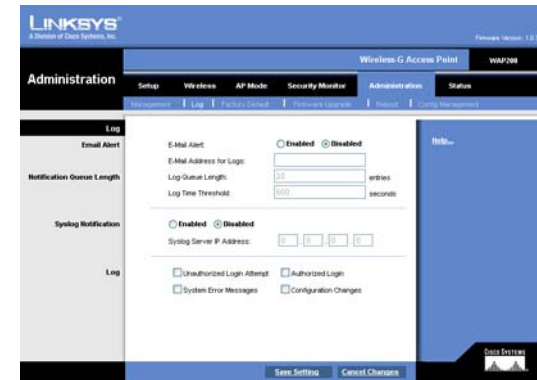 LINKSYS®
A Division of Cisco Systems, Inc.
Firmware Version: 1.0.
Wireless-G Access Point WAP200
Administration
Setup Wireless AP Mode Security Monitor Administration Status
Management Log Factory Default Firmware Upgrade Reboot Config Management
Log
Email Alert E-Mail Alert: Enabled Disabled Help...
E-Mail Address for Logs:
Notification Queue Length Log Queue Length: 20 entries
Log Time Threshold: 600 seconds
Syslog Notification Enabled Disabled
Syslog Server IP Address: 0 . 0 . 0 . 0
Log Unauthorized Login Attempt Authorized Login
System Error Messages Configuration Changes
Save Setting Cancel Changes
CISCO SYSTEMS